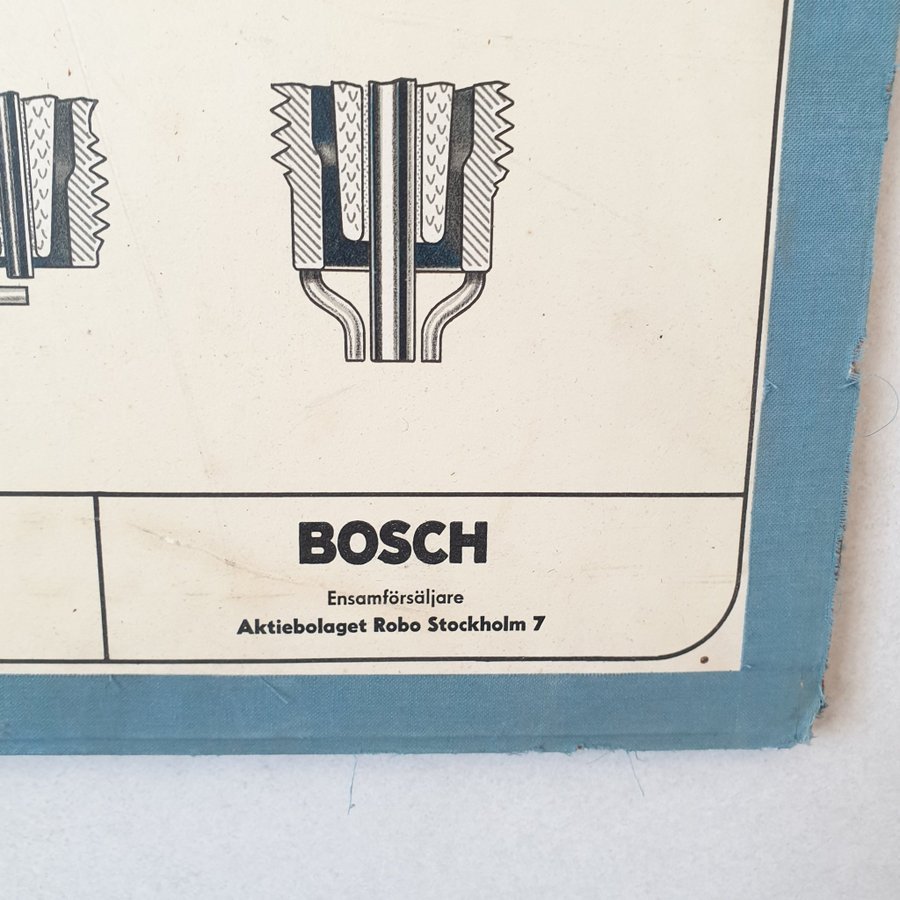 BOSCH
Ensamförsäljare
Aktiebolaget Robo Stockholm 7